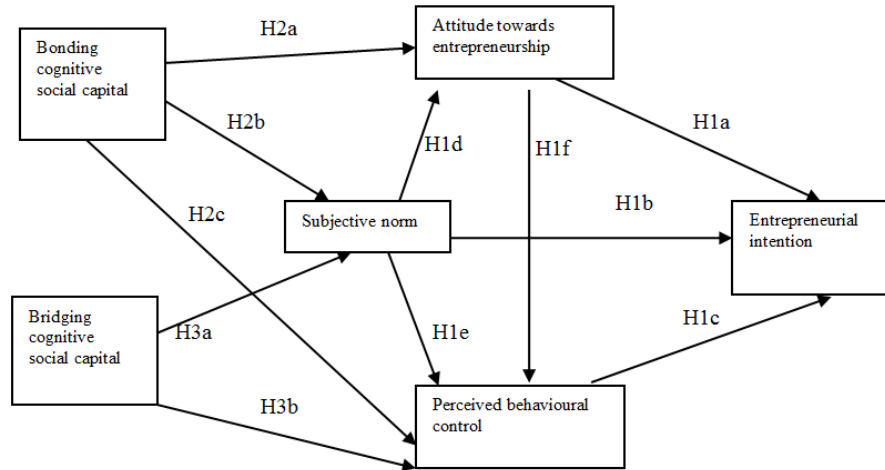 Bonding
cognitive
social capital
H2a
Attitude towards
entrepreneurship
H2b
H1d
H1f
H1a
H2c
Subjective norm
H1b
Entrepreneurial
intention
Bridging
cognitive
social capital
H3a
H1e
H1c
H3b
Perceived behavioural
control